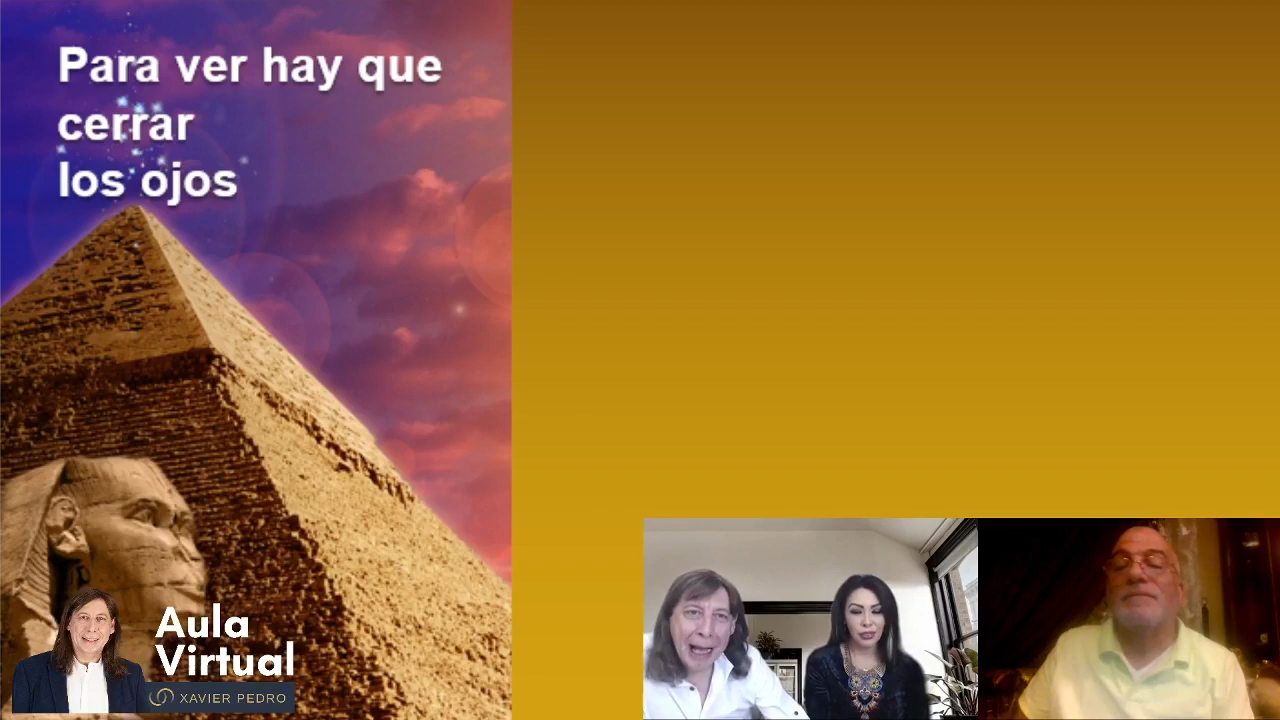 Para ver hay que
cerrar
los ojos
Aula
Virtual
XAVIER PEDRO